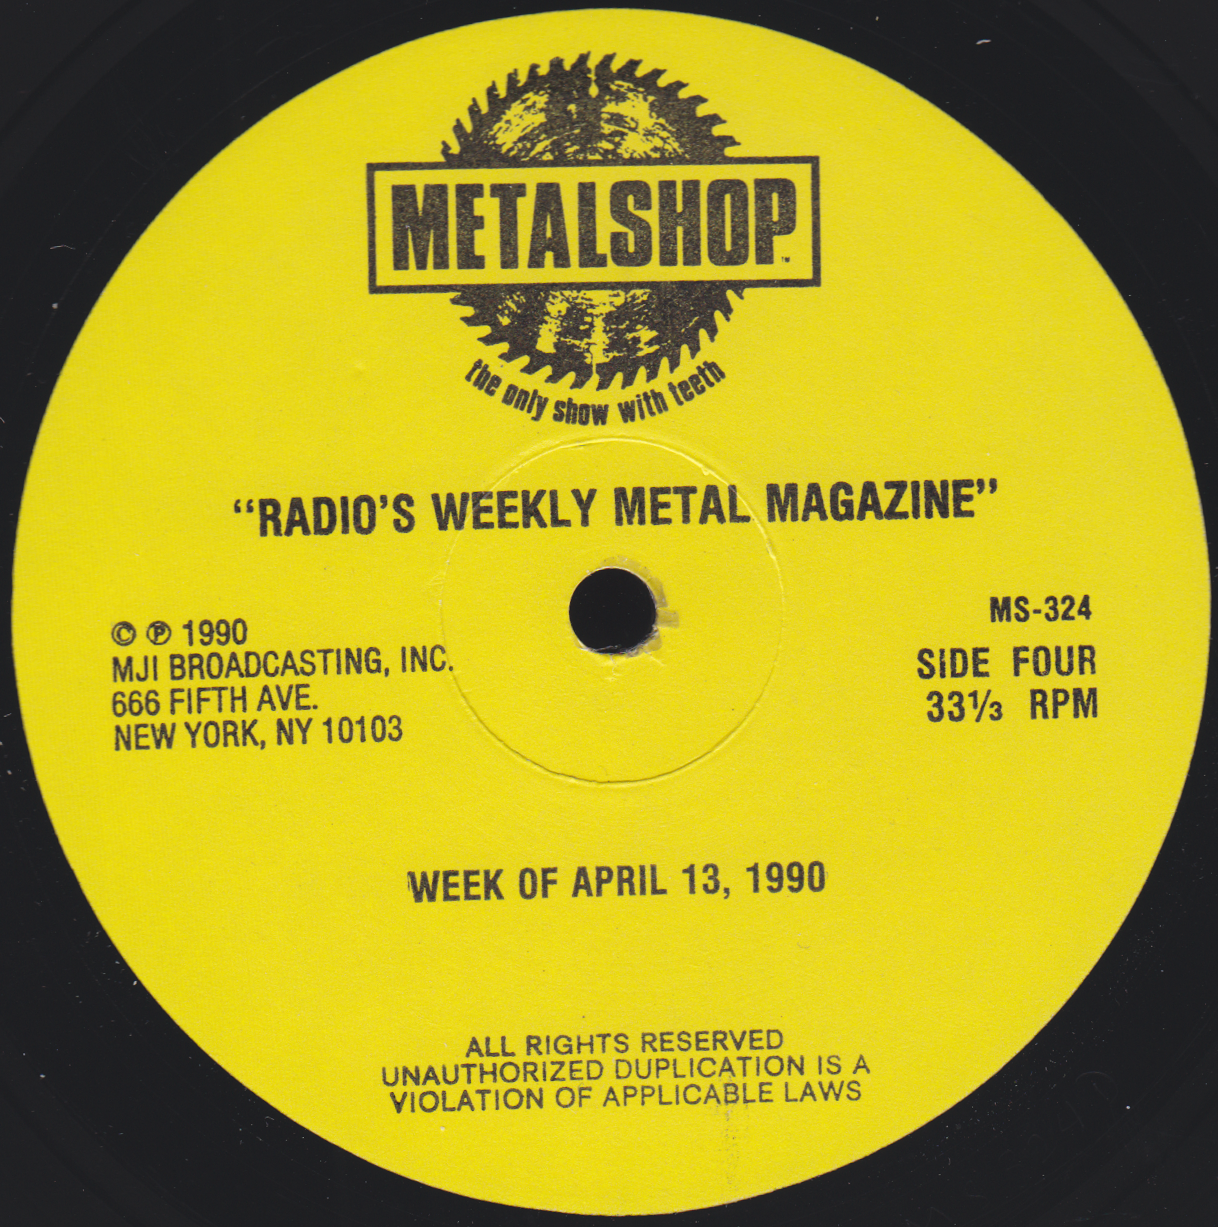 METALSHOP™
the only show with teeth
“RADIO’S WEEKLY METAL MAGAZINE”
© ℗ 1990
MJI BROADCASTING, INC.
666 FIFTH AVE.
NEW YORK, NY 10103
MS-324
SIDE FOUR
33⅓ RPM
WEEK OF APRIL 13, 1990
ALL RIGHTS RESERVED
UNAUTHORIZED DUPLICATION IS A
VIOLATION OF APPLICABLE LAWS